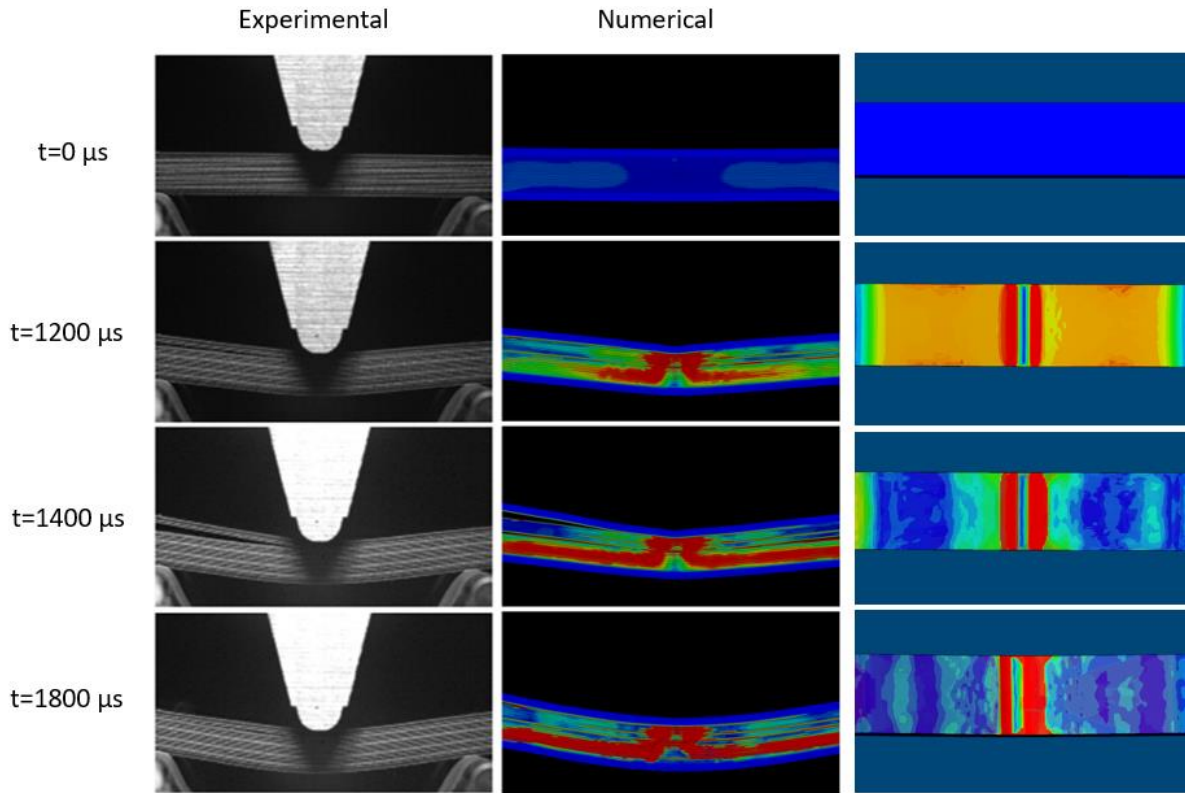 Experimental
Numerical
t=0 µs
t=1200 µs
t=1400 µs
t=1800 µs